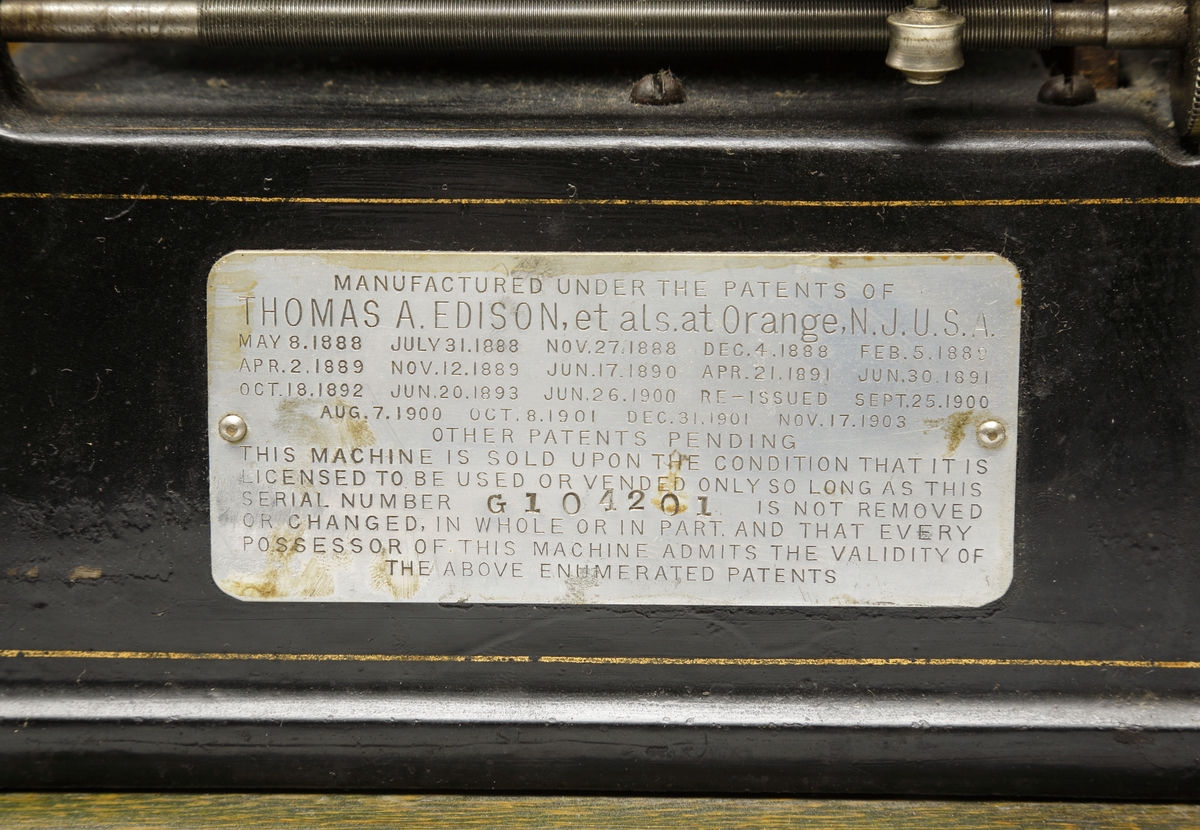 MANUFACTURED UNDER THE PATENTS OF
THOMAS A. EDISON, et als. at Orange, N.J.U.S.A.
MAY 8.1888 JULY 31.1888 NOV.27.1888 DEC.4.1888 FEB.5.1889
APR.2.1889 NOV.12.1889 JUN.17.1890 APR.21.1891 JUN.30.1891
OCT.18.1892 JUN.20.1893 JUN.26.1900 RE-ISSUED SEPT.25.1900
AUG.7.1900 OCT.8.1901 DEC.31.1901 NOV.17.1903
OTHER PATENTS PENDING
THIS MACHINE IS SOLD UPON THE CONDITION THAT IT IS
LICENSED TO BE USED OR VENDED ONLY SO LONG AS THIS
SERIAL NUMBER G104201 IS NOT REMOVED
OR CHANGED, IN WHOLE OR IN PART. AND THAT EVERY
POSSESSOR OF THIS MACHINE ADMITS THE VALIDITY OF
THE ABOVE ENUMERATED PATENTS